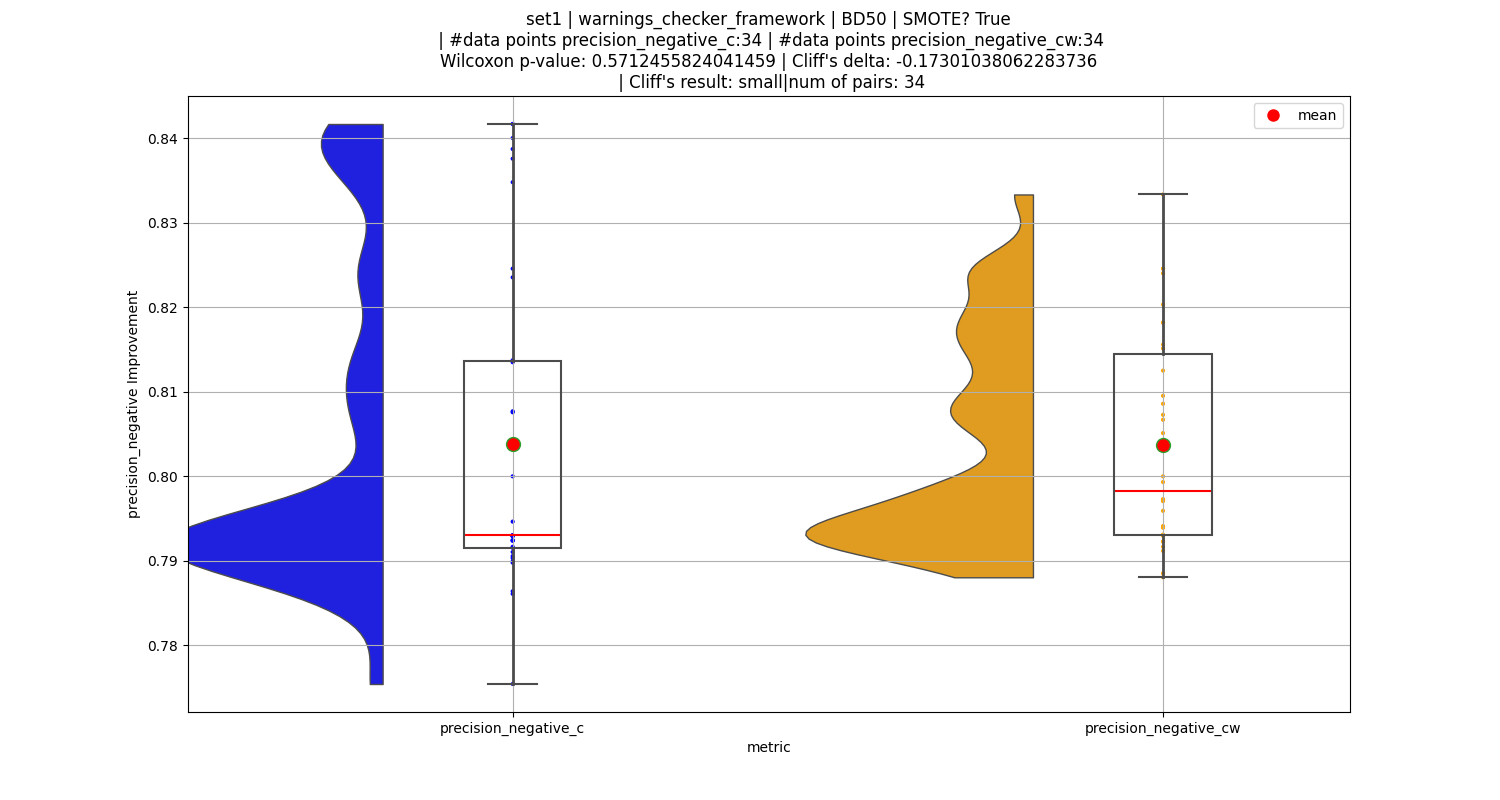 set1 | warnings_checker_framework | BD50 | SMOTE? True
| #data points precision_negative_c:34 | #data points precision_negative_cw:34
Wilcoxon p-value: 0.5712455824041459 | Cliff's delta: -0.17301038062283736
| Cliff's result: small|num of pairs: 34
mean
0.84
0.83
0.82
0.81
0.80
0.79
0.78
precision_negative Improvement
precision_negative_c
precision_negative_cw
metric